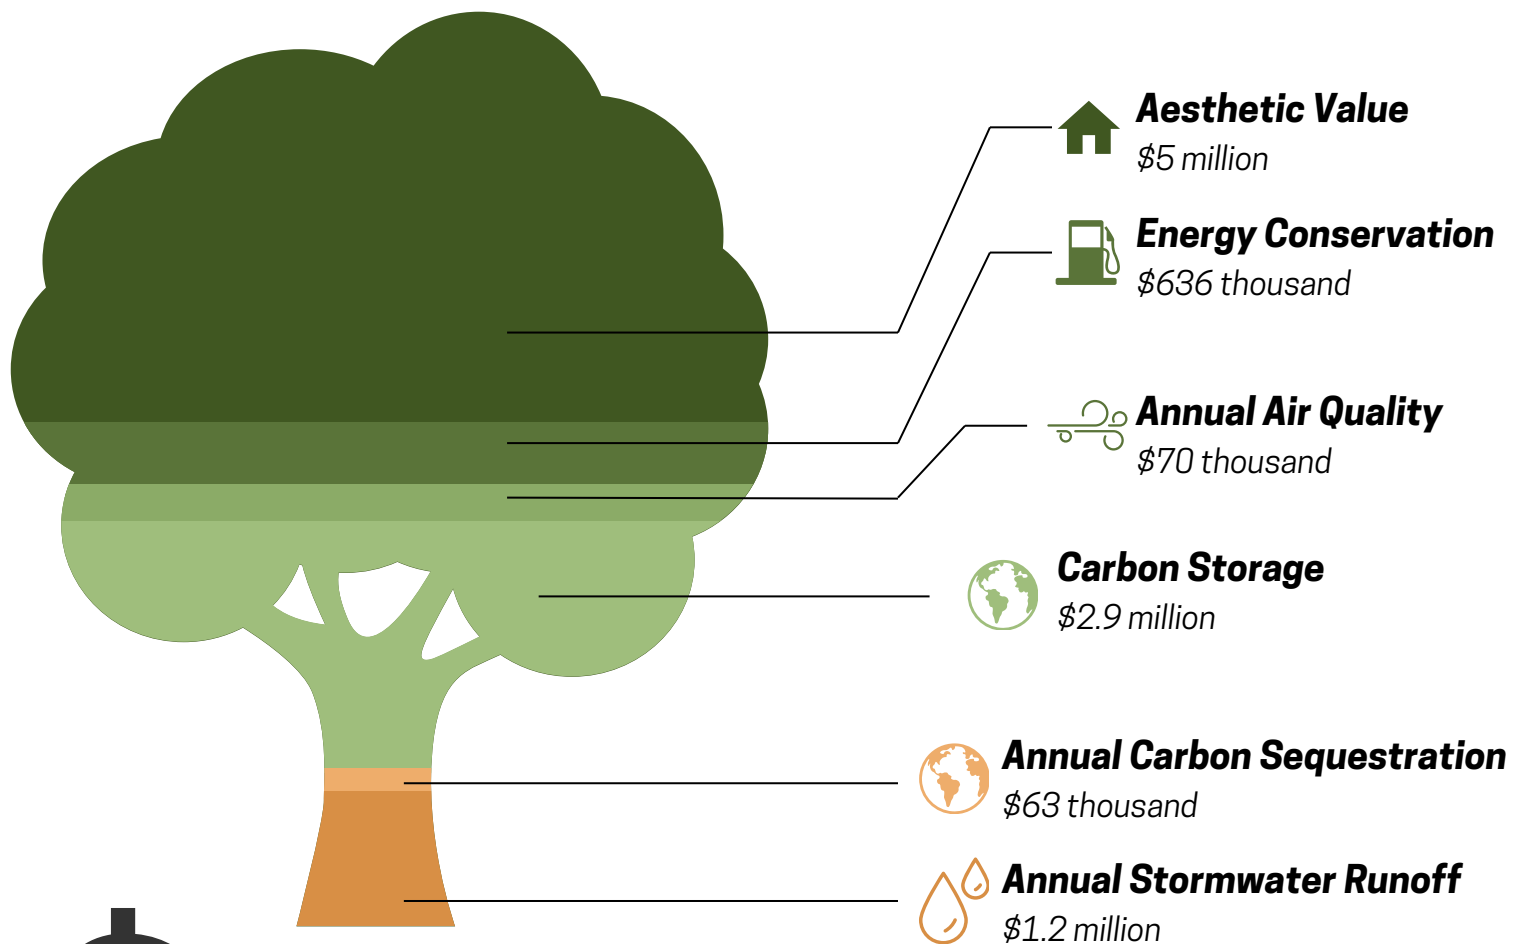 Aesthetic Value
$5 million
Energy Conservation
$636 thousand
Annual Air Quality
$70 thousand
Carbon Storage
$2.9 million
Annual Carbon Sequestration
$63 thousand
Annual Stormwater Runoff
$1.2 million